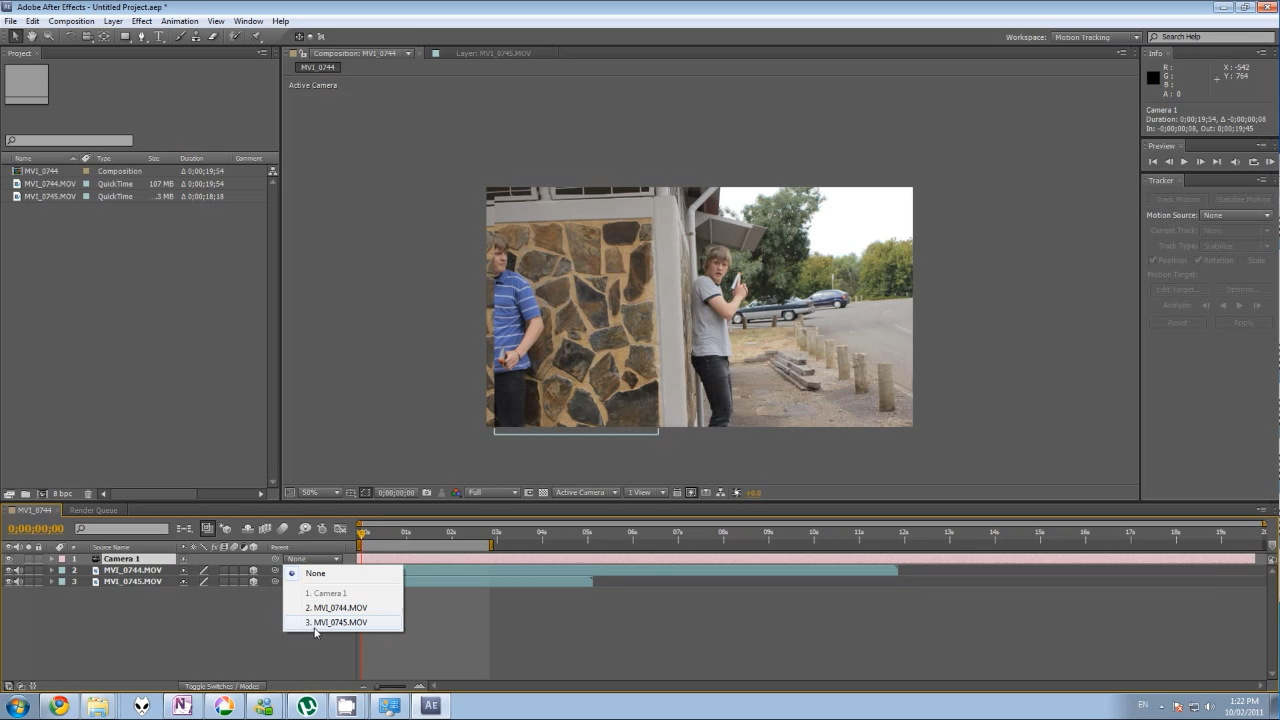 Adobe After Effects - Untitled Project.aep *
File Edit Composition Layer Effect Animation View Window Help
Workspace: Motion Tracking Search Help
Project
Composition: MVI_0744
Layer: MVI_0745.MOV
Info
MVI_0744
Active Camera
R :
G :
B :
A : 0
X : -542
Y : 764
Camera 1
Duration: 0;00;19;54, Δ -0;00;00;08
In: -0;00;00;08, Out: 0;00;19;45
Preview
Name Type Size Duration Comment
MVI_0744 Composition Δ 0;00;19;54
MVI_0744.MOV QuickTime 107 MB Δ 0;00;19;54
MVI_0745.MOV QuickTime ...3 MB Δ 0;00;18;18
Tracker
Track Motion Stabilize Motion
Motion Source: None
Current Track: None
Track Type: Stabilize
Position Rotation Scale
Motion Target:
Edit Target... Options...
Analyze:
Reset Apply
8 bpc
50% 0;00;00;00 Full Active Camera 1 View +0.0
MVI_0744 Render Queue
0;00;00;00
01s 02s 03s 04s 05s 06s 07s 08s 09s 10s 11s 12s 13s 14s 15s 16s 17s 18s 19s 20
# Source Name Parent
1 Camera 1 None
2 MVI_0744.MOV
3 MVI_0745.MOV
None
1. Camera 1
2. MVI_0744.MOV
3. MVI_0745.MOV
Toggle Switches / Modes
EN 1:22 PM
10/02/2011